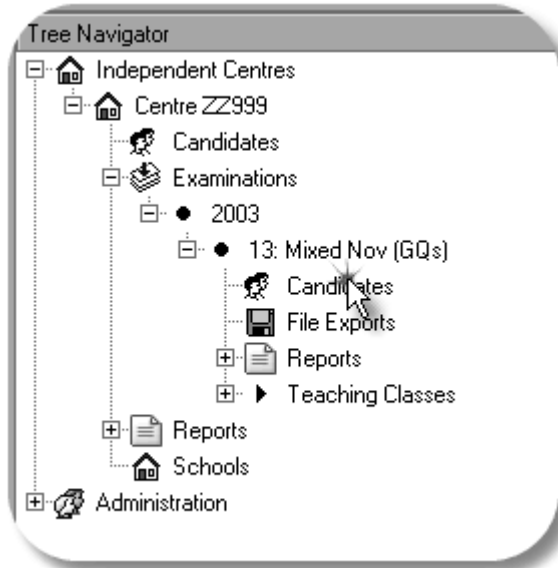 Tree Navigator
Independent Centres
Centre ZZ999
Candidates
Examinations
2003
13: Mixed Nov (GQs)
Candidates
File Exports
Reports
Teaching Classes
Reports
Schools
Administration